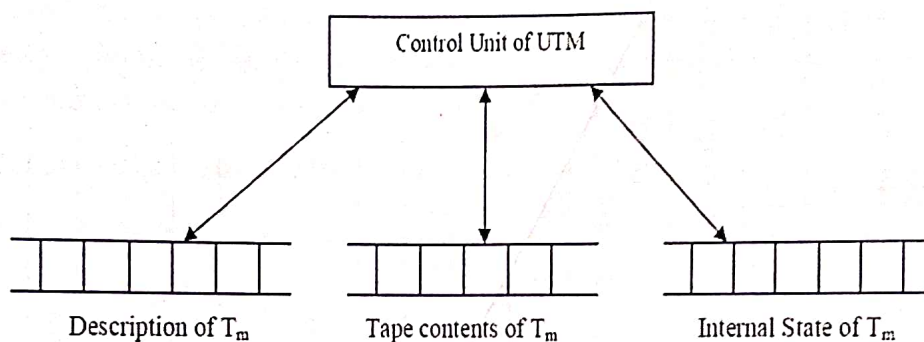 Control Unit of UTM
Description of Tm
Tape contents of Tm
Internal State of Tm